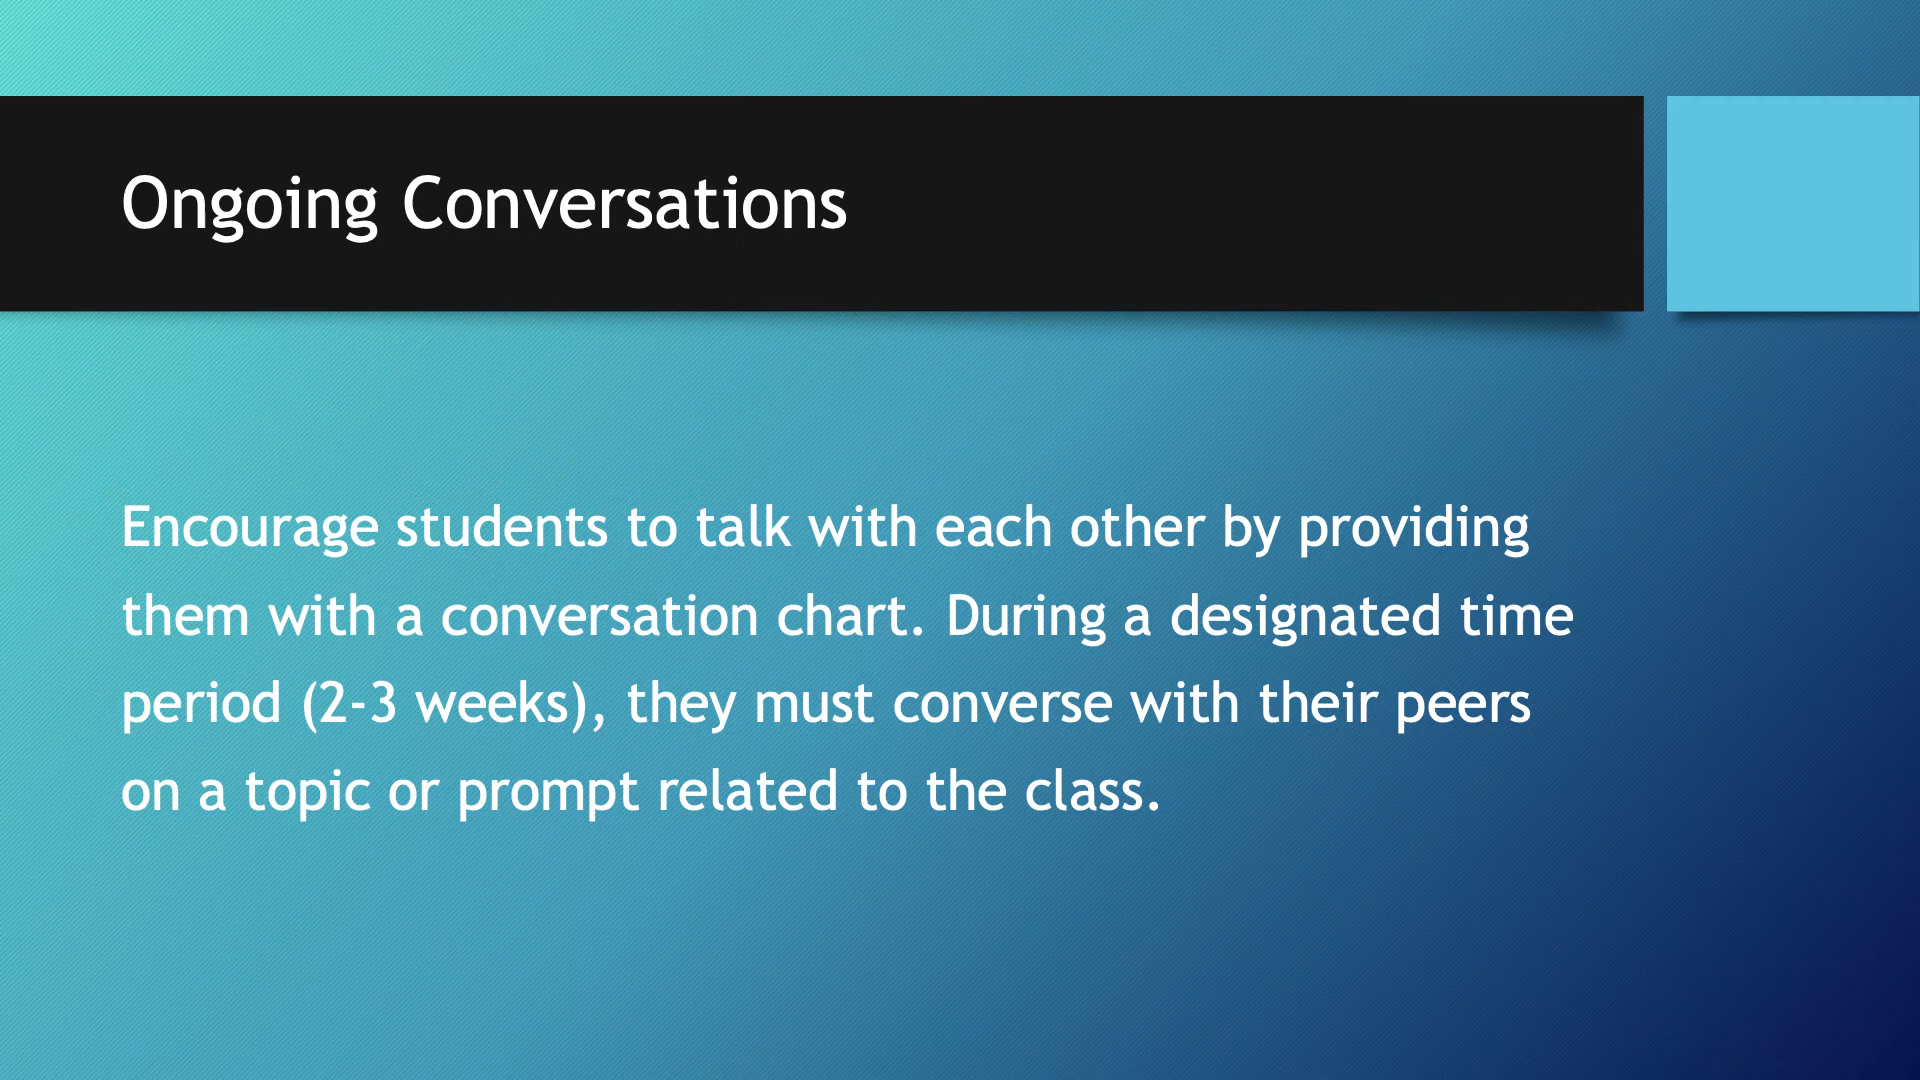 Ongoing Conversations
Encourage students to talk with each other by providing
them with a conversation chart. During a designated time
period (2-3 weeks), they must converse with their peers
on a topic or prompt related to the class.